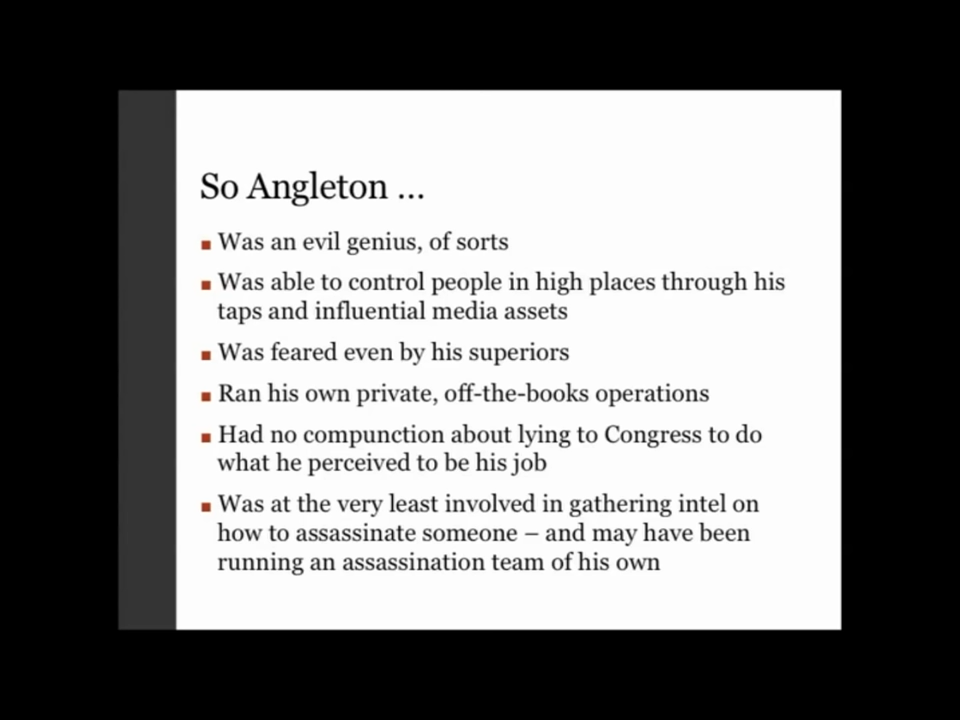 So Angleton ...
▪ Was an evil genius, of sorts
▪ Was able to control people in high places through his
taps and influential media assets
▪ Was feared even by his superiors
▪ Ran his own private, off-the-books operations
▪ Had no compunction about lying to Congress to do
what he perceived to be his job
▪ Was at the very least involved in gathering intel on
how to assassinate someone – and may have been
running an assassination team of his own